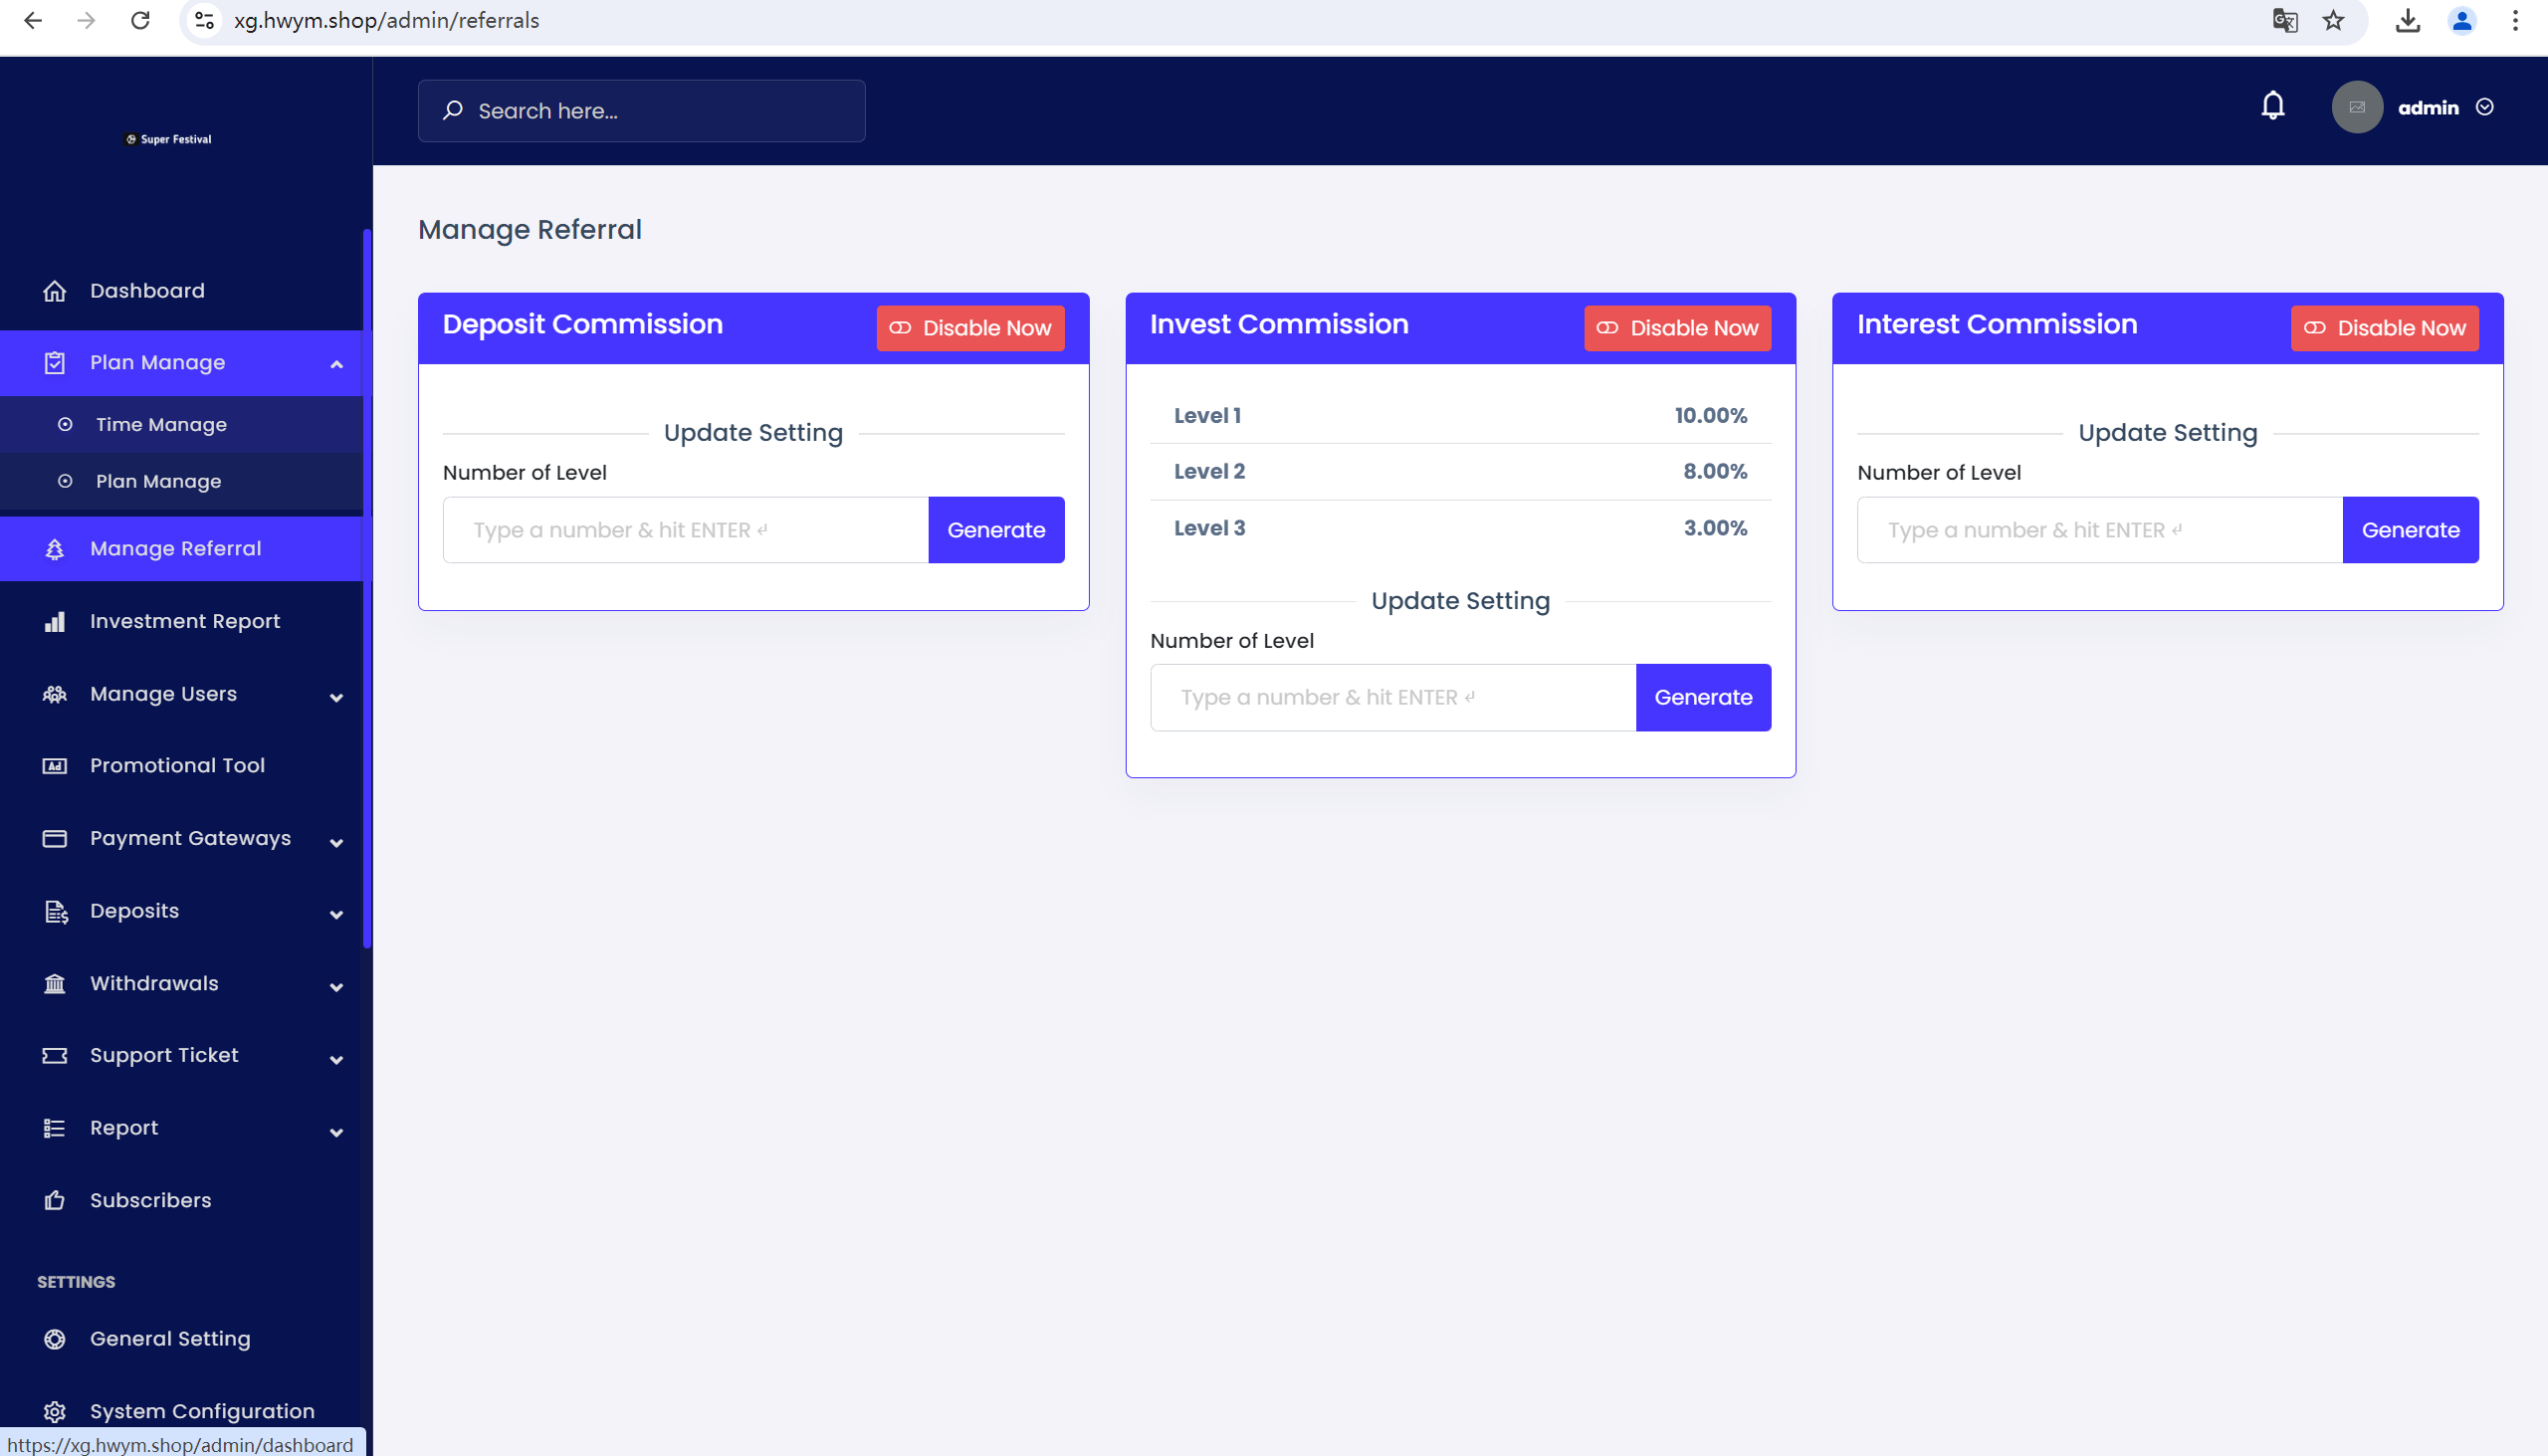 xg.hwym.shop/admin/referrals
Super Festival
Search here...
admin
Dashboard
Plan Manage
Time Manage
Plan Manage
Manage Referral
Investment Report
Manage Users
Ad
Promotional Tool
Payment Gateways
Deposits
Withdrawals
Support Ticket
Report
Subscribers
SETTINGS
General Setting
System Configuration
https://xg.hwym.shop/admin/dashboard
Manage Referral
Deposit Commission
Disable Now
Update Setting
Number of Level
Type a number & hit ENTER ↵
Generate
Invest Commission
Disable Now
Level 1 10.00%
Level 2 8.00%
Level 3 3.00%
Update Setting
Number of Level
Type a number & hit ENTER ↵
Generate
Interest Commission
Disable Now
Update Setting
Number of Level
Type a number & hit ENTER ↵
Generate